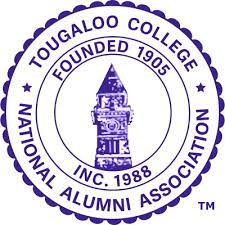 TOUGALOO COLLEGE
NATIONAL ALUMNI ASSOCIATION
FOUNDED 1905
INC. 1988
TM